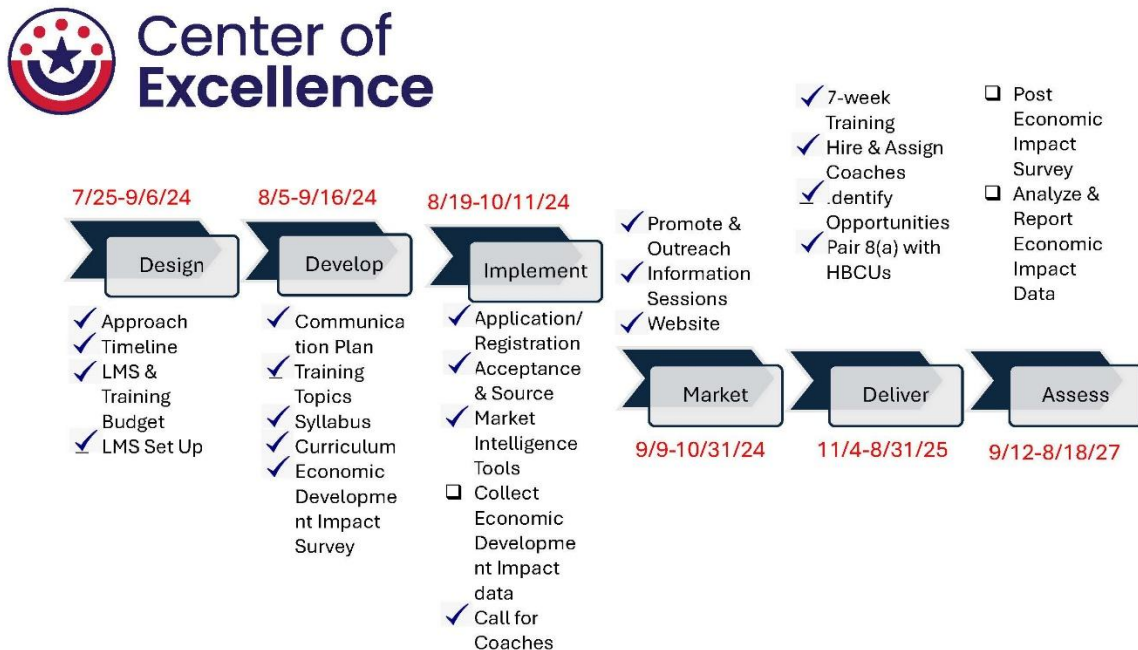 Center of
Excellence
7/25-9/6/24
Design
✓ Approach
✓ Timeline
✓ LMS &
Training
Budget
✓ LMS Set Up
8/5-9/16/24
Develop
✓ Communica
tion Plan
✓ Training
Topics
✓ Syllabus
✓ Curriculum
✓ Economic
Developme
nt Impact
Survey
8/19-10/11/24
Implement
✓ Application/
Registration
✓ Acceptance
& Source
✓ Market
Intelligence
Tools
❑ Collect
Economic
Developme
nt Impact
data
✓ Call for
Coaches
✓ Promote &
Outreach
✓ Information
Sessions
✓ Website
Market
9/9-10/31/24
✓ 7-week
Training
✓ Hire & Assign
Coaches
✓ .dentify
Opportunities
✓ Pair 8(a) with
HBCUs
Deliver
11/4-8/31/25
❑ Post
Economic
Impact
Survey
❑ Analyze &
Report
Economic
Impact
Data
Assess
9/12-8/18/27